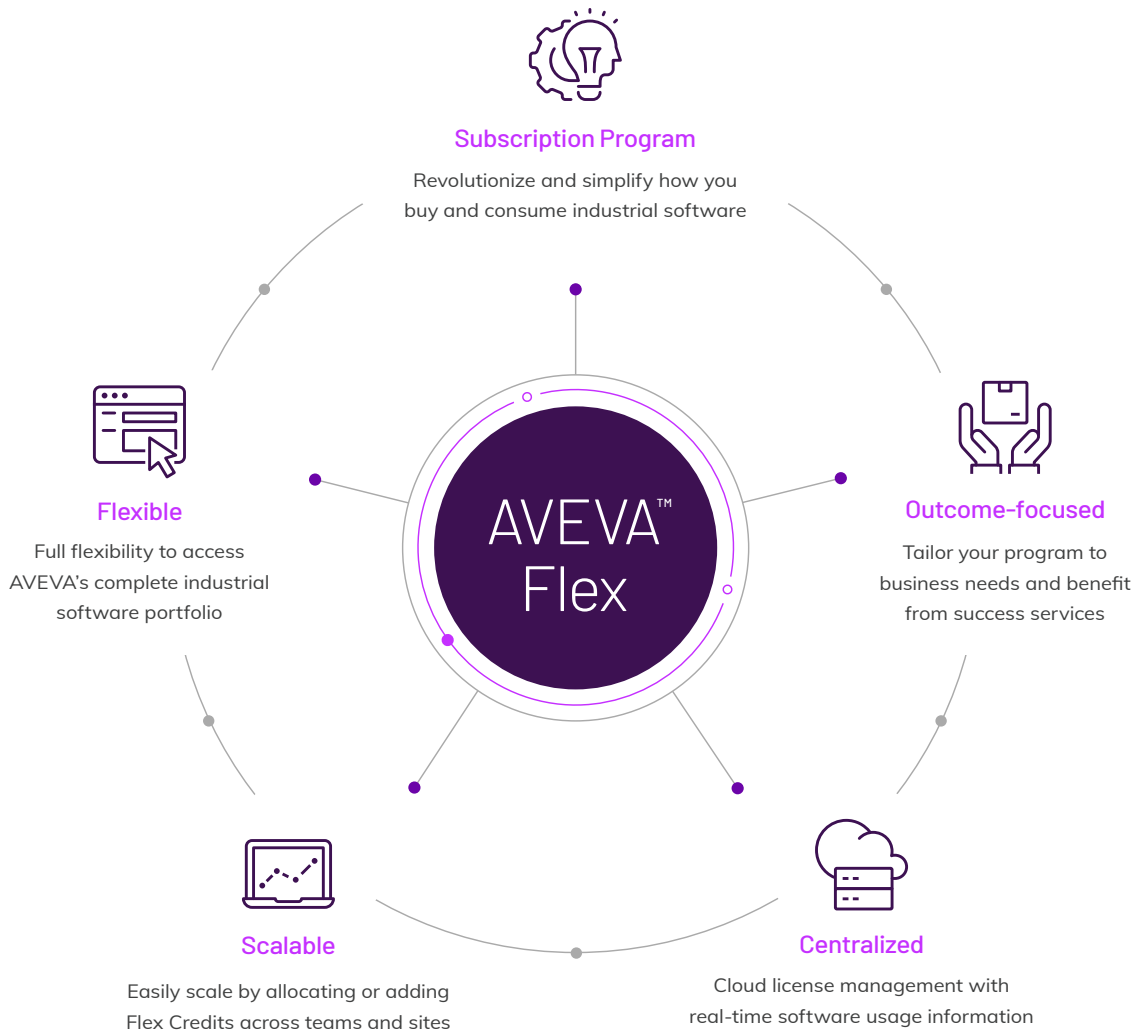 Subscription Program
Revolutionize and simplify how you
buy and consume industrial software
Flexible
Full flexibility to access
AVEVA's complete industrial
software portfolio
AVEVA™
Flex
Outcome-focused
Tailor your program to
business needs and benefit
from success services
Scalable
Easily scale by allocating or adding
Flex Credits across teams and sites
Centralized
Cloud license management with
real-time software usage information